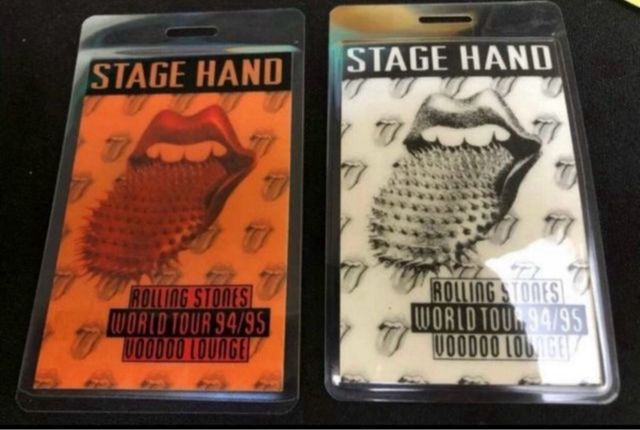 STAGE HAND
ROLLING STONES
WORLD TOUR 94/95
VOODOO LOUNGE
STAGE HAND
ROLLING STONES
WORLD TOUR 94/95
VOODOO LOUNGE